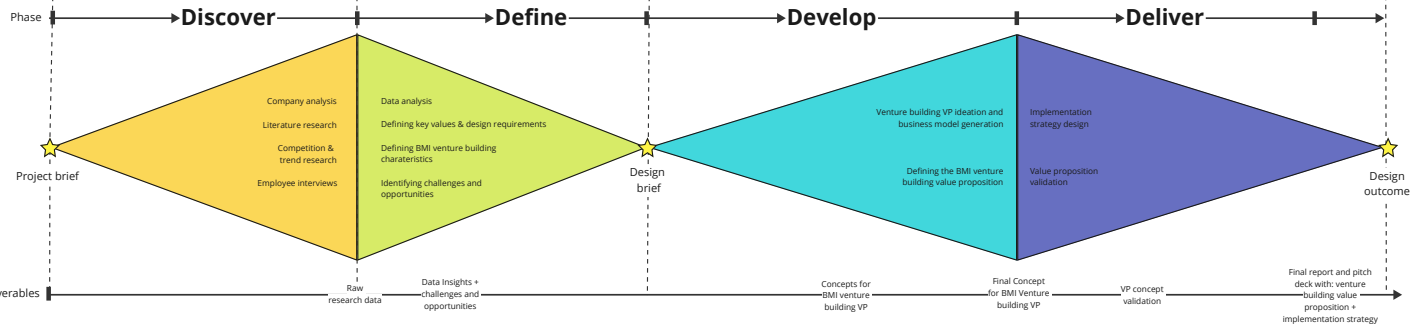 Phase
Discover
Define
Develop
Deliver
Company analysis
Literature research
Competition &
trend research
Employee interviews
Data analysis
Defining key values & design requirements
Defining BMI venture building
charateristics
Identifying challenges and
opportunities
Venture building VP ideation and
business model generation
Defining the BMI venture
building value proposition
Implementation
strategy design
Value proposition
validation
Project brief
Design
brief
Design
outcome
verables
Raw
research data
Data Insights +
challenges and
opportunities
Concepts for
BMI venture
building VP
Final Concept
for BMI Venture
building VP
VP concept
validation
Final report and pitch
deck with: venture
building value
proposition +
implementation strategy